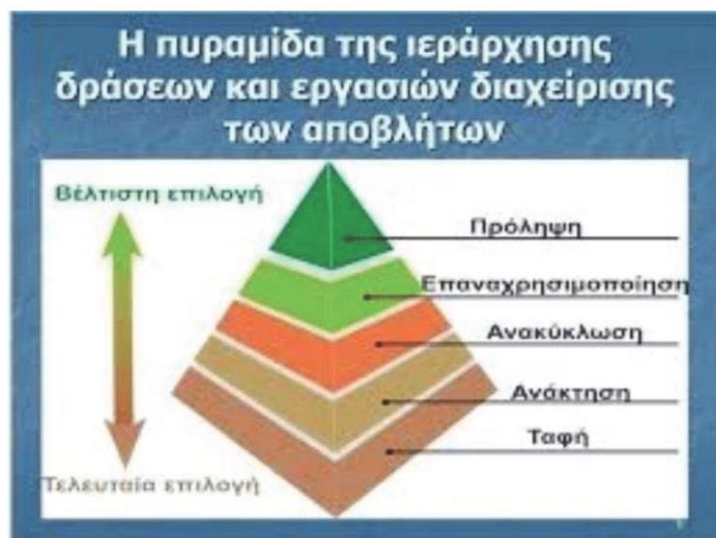 Η πυραμίδα της ιεράρχησης
δράσεων και εργασιών διαχείρισης
των αποβλήτων
Βέλτιστη επιλογή
Πρόληψη
Επαναχρησιμοποίηση
Ανακύκλωση
Ανάκτηση
Ταφή
Τελευταία επιλογή